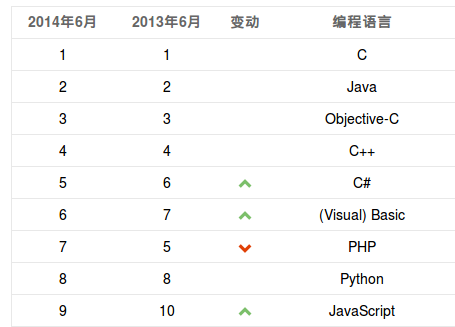 2014年6月 2013年6月 变动 编程语言
1 1 C
2 2 Java
3 3 Objective-C
4 4 C++
5 6 C#
6 7 (Visual) Basic
7 5 PHP
8 8 Python
9 10 JavaScript